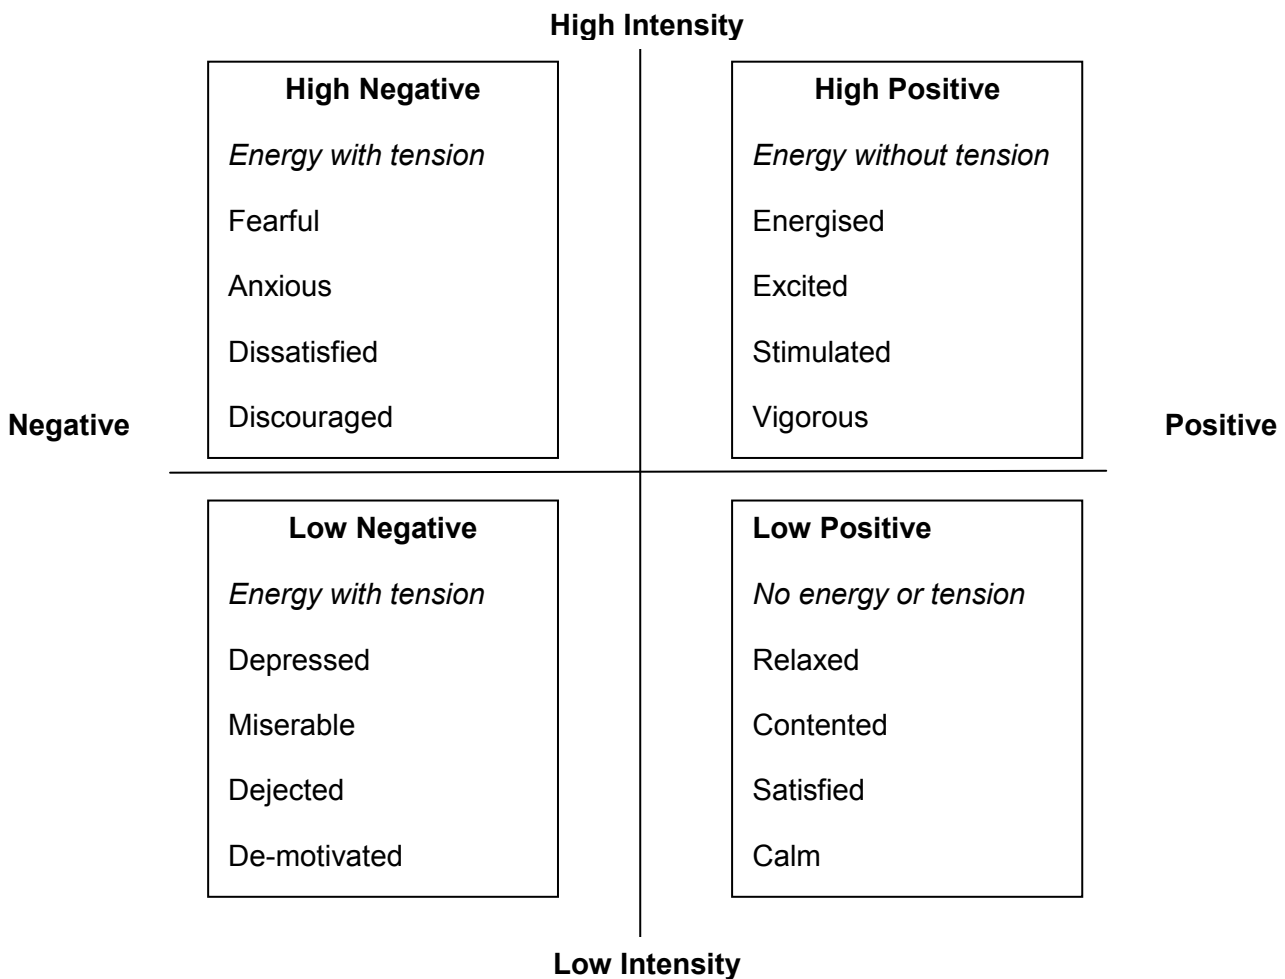 High Intensity
High Negative
Energy with tension
Fearful
Anxious
Dissatisfied
Discouraged
High Positive
Energy without tension
Energised
Excited
Stimulated
Vigorous
Negative
Positive
Low Negative
Energy with tension
Depressed
Miserable
Dejected
De-motivated
Low Positive
No energy or tension
Relaxed
Contented
Satisfied
Calm
Low Intensity